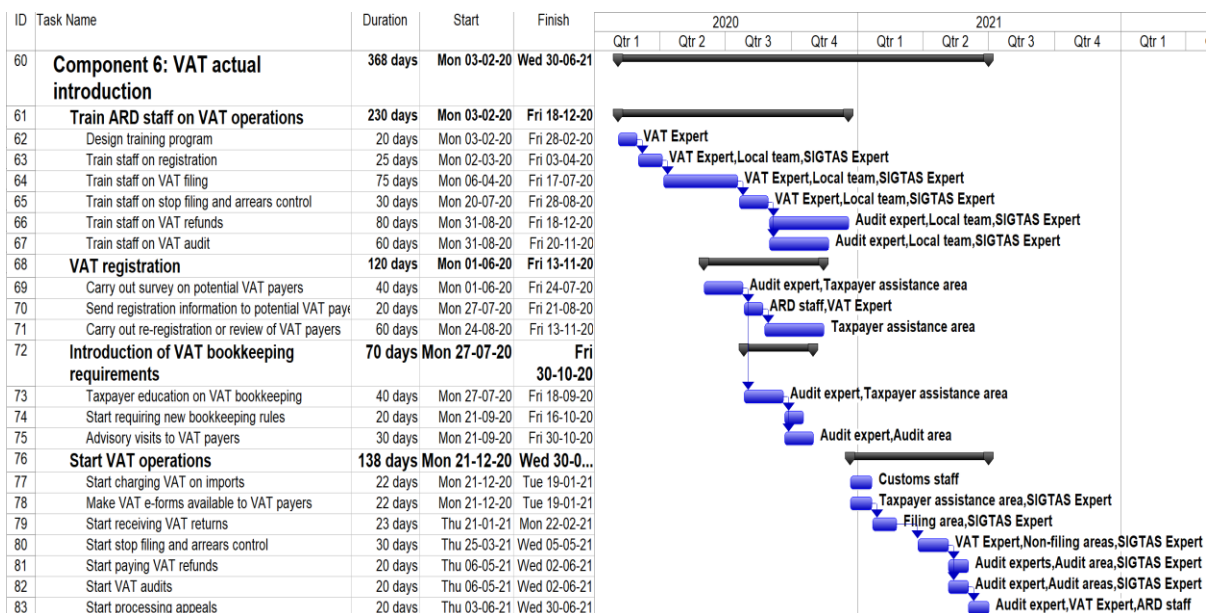 ID Task Name Duration Start Finish 2020 2021
Qtr 1 Qtr 2 Qtr 3 Qtr 4 Qtr 1 Qtr 2 Qtr 3 Qtr 4 Qtr 1
60 Component 6: VAT actual 368 days Mon 03-02-20 Wed 30-06-21
introduction
61 Train ARD staff on VAT operations 230 days Mon 03-02-20 Fri 18-12-20
62 Design training program 20 days Mon 03-02-20 Fri 28-02-20 VAT Expert
63 Train staff on registration 25 days Mon 02-03-20 Fri 03-04-20 VAT Expert,Local team,SIGTAS Expert
64 Train staff on VAT filing 75 days Mon 06-04-20 Fri 17-07-20 VAT Expert,Local team,SIGTAS Expert
65 Train staff on stop filing and arrears control 30 days Mon 20-07-20 Fri 28-08-20 VAT Expert,Local team,SIGTAS Expert
66 Train staff on VAT refunds 80 days Mon 31-08-20 Fri 18-12-20 Audit expert,Local team,SIGTAS Expert
67 Train staff on VAT audit 60 days Mon 31-08-20 Fri 20-11-20 Audit expert,Local team,SIGTAS Expert
68 VAT registration 120 days Mon 01-06-20 Fri 13-11-20
69 Carry out survey on potential VAT payers 40 days Mon 01-06-20 Fri 24-07-20 Audit expert,Taxpayer assistance area
70 Send registration information to potential VAT paye 20 days Mon 27-07-20 Fri 21-08-20 ARD staff,VAT Expert
71 Carry out re-registration or review of VAT payers 60 days Mon 24-08-20 Fri 13-11-20 Taxpayer assistance area
72 Introduction of VAT bookkeeping 70 days Mon 27-07-20 Fri
requirements 30-10-20
73 Taxpayer education on VAT bookkeeping 40 days Mon 27-07-20 Fri 18-09-20 Audit expert,Taxpayer assistance area
74 Start requiring new bookkeeping rules 20 days Mon 21-09-20 Fri 16-10-20
75 Advisory visits to VAT payers 30 days Mon 21-09-20 Fri 30-10-20 Audit expert,Audit area
76 Start VAT operations 138 days Mon 21-12-20 Wed 30-0...
77 Start charging VAT on imports 22 days Mon 21-12-20 Tue 19-01-21 Customs staff
78 Make VAT e-forms available to VAT payers 22 days Mon 21-12-20 Tue 19-01-21 Taxpayer assistance area,SIGTAS Expert
79 Start receiving VAT returns 23 days Thu 21-01-21 Mon 22-02-21 Filing area,SIGTAS Expert
80 Start stop filing and arrears control 30 days Thu 25-03-21 Wed 05-05-21 VAT Expert,Non-filing areas,SIGTAS Expert
81 Start paying VAT refunds 20 days Thu 06-05-21 Wed 02-06-21 Audit experts,Audit area,SIGTAS Expert
82 Start VAT audits 20 days Thu 06-05-21 Wed 02-06-21 Audit expert,Audit areas,SIGTAS Expert
83 Start processing appeals 20 days Thu 03-06-21 Wed 30-06-21 Audit expert,VAT Expert,ARD staff